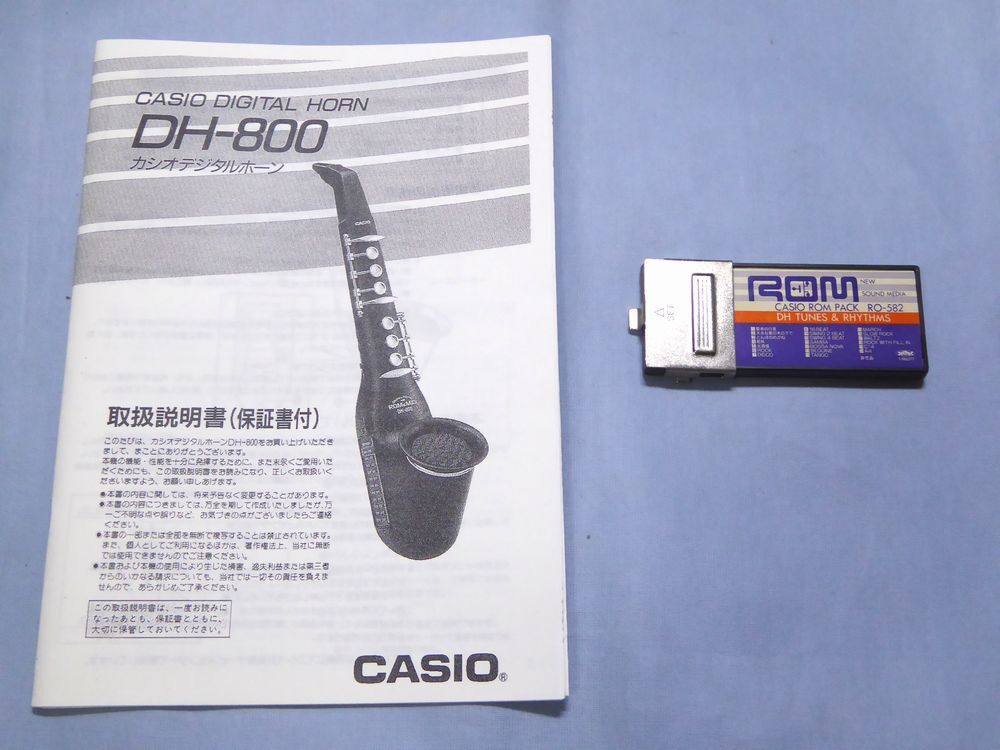 CASIO DIGITAL HORN
DH-800
カシオデジタルホーン
CASIO
ROM & MIDI
DH-800
取扱説明書(保証書付)
このたびは、カシオデジタルホーンDH-800をお買い上げいただき
まして、まことにありがとうございます。
本機の機能・性能を十分に発揮するために、また末永くご愛用いた
だくためにも、この取扱説明書をお読みになり、正しくお取扱いく
ださいますよう、お願い申しあげます。
●本書の内容に関しては、将来予告なく変更することがあります。
●本書の内容につきましては、万全を期して作成いたしましたが、万
一ご不明な点や誤りなど、お気づきの点がございましたらご連絡
ください。
●本書の一部または全部を無断で複写することは禁止されています。
また、個人としてご利用になるほかは、著作権法上、当社に無断
では使用できませんのでご注意ください。
●本書および本機の使用により生じた損害、逸失利益または第三者
からのいかなる請求についても、当社では一切その責任を負えま
せんので、あらかじめご了承ください。
この取扱説明書は、一度お読みに
なったあとも、保証書とともに、
大切に保管しておいてください。
CASIO®
△
SET
ROM
NEW
SOUND MEDIA
CASIO ROM PACK RO-582
DH TUNES & RHYTHMS
ROCK
DISCO
16 BEAT
SWING 2 BEAT
SWING 4 BEAT
SAMBA
BOSSA NOVA
BEGUINE
TANGO
MARCH
SLOW ROCK
WALTZ
ROCK WITH FILL IN
非売品